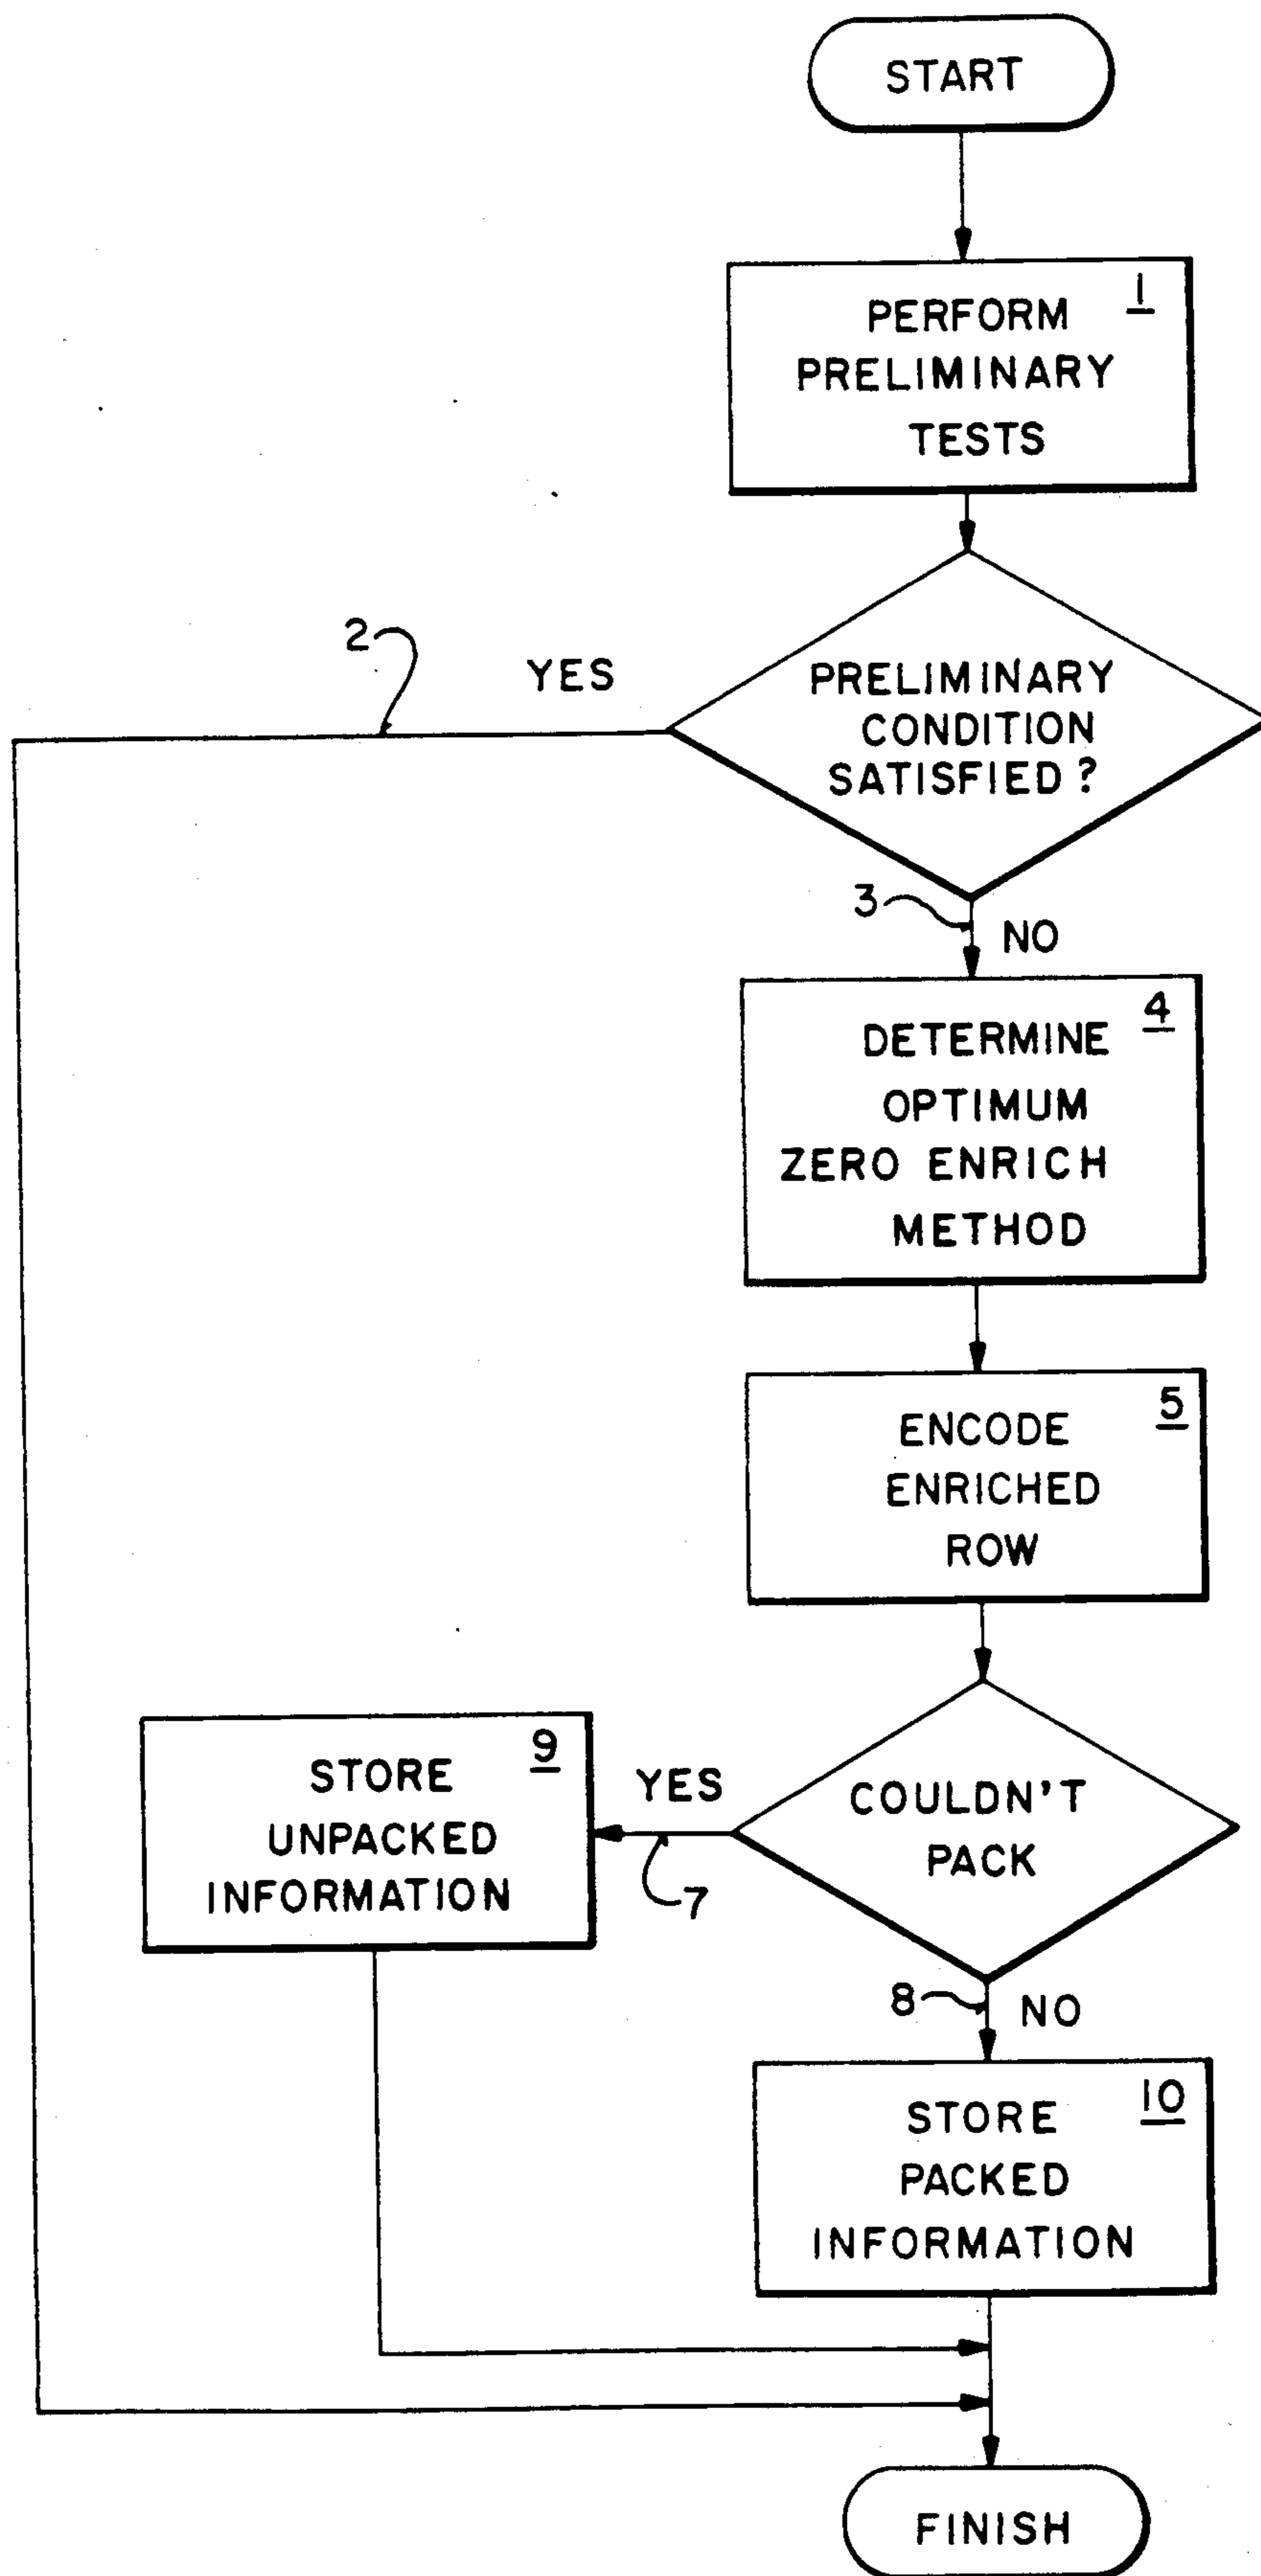 START
1
PERFORM
PRELIMINARY
TESTS
2
YES
PRELIMINARY
CONDITION
SATISFIED?
3
NO
4
DETERMINE
OPTIMUM
ZERO ENRICH
METHOD
5
ENCODE
ENRICHED
ROW
9
STORE
UNPACKED
INFORMATION
YES
7
COULDN'T
PACK
8
NO
10
STORE
PACKED
INFORMATION
FINISH